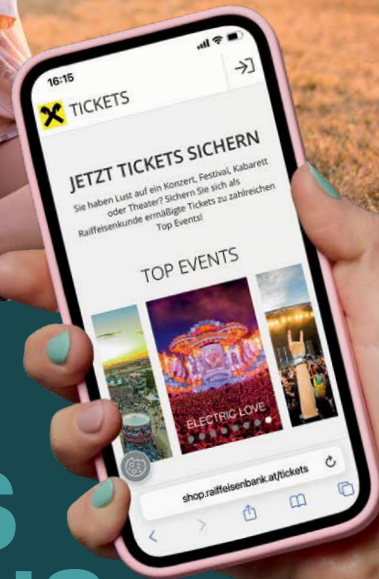 16:15
TICKETS
JETZT TICKETS SICHERN
Sie haben Lust auf ein Konzert, Festival, Kabarett
oder Theater? Sichern Sie sich als
Raiffeisenkunde ermäßigte Tickets zu zahlreichen
Top Events!
TOP EVENTS
ELECTRIC LOVE
shop.raiffeisenbank.at/tickets